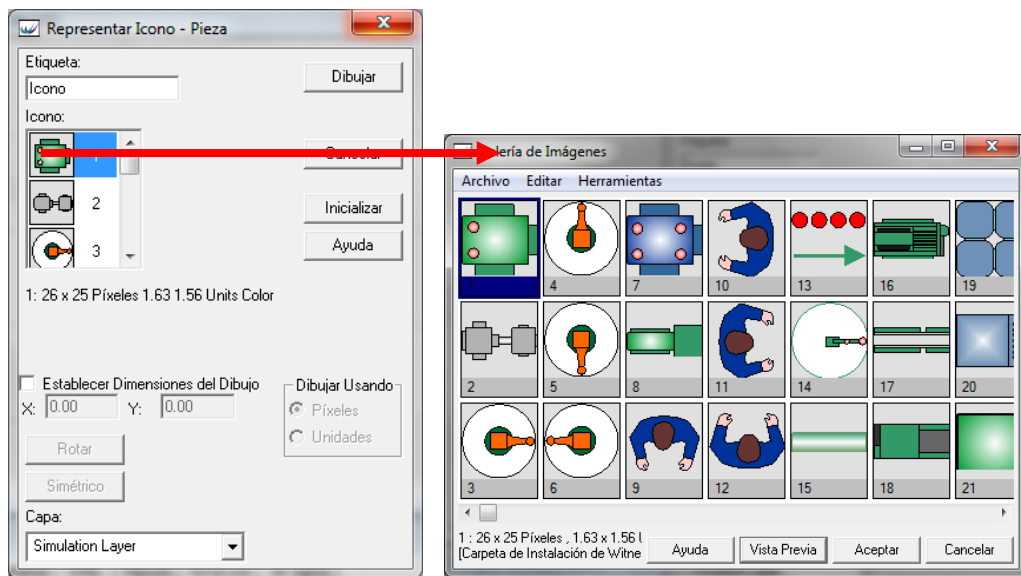 Representar Icono - Pieza
Etiqueta:
Icono
Dibujar
Icono:
1
2
3
Inicializar
Ayuda
1: 26 x 25 Píxeles 1.63 1.56 Units Color
Establecer Dimensiones del Dibujo
X: 0.00 Y: 0.00
Dibujar Usando
Píxeles
Unidades
Rotar
Simétrico
Capa:
Simulation Layer
de Imágenes
Archivo Editar Herramientas
1 4 7 10 13 16 19
2 5 8 11 14 17 20
3 6 9 12 15 18 21
1 : 26 x 25 Píxeles , 1.63 x 1.56 U
[Carpeta de Instalación de Witne
Ayuda Vista Previa Aceptar Cancelar